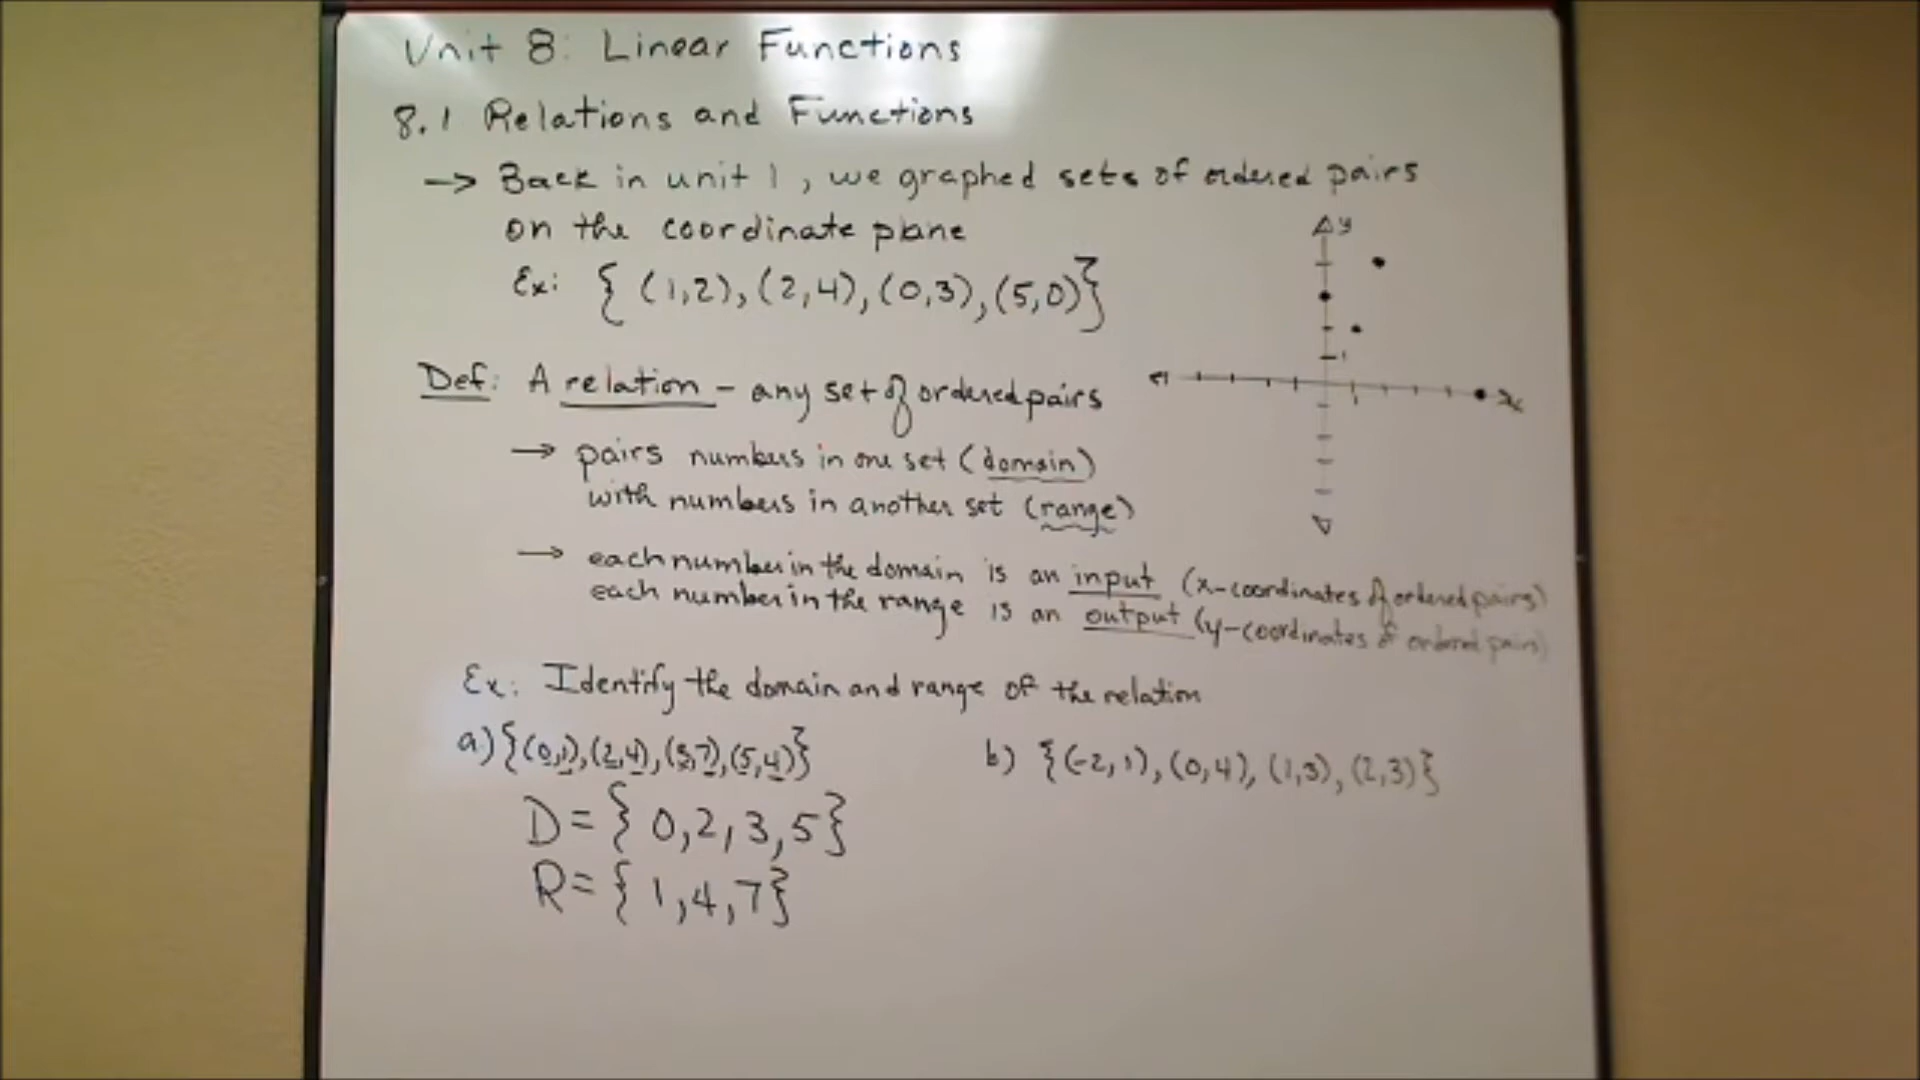 Unit 8: Linear Functions
8.1 Relations and Functions
→ Back in unit 1, we graphed sets of ordered pairs
on the coordinate plane
Ex: { (1,2), (2,4), (0,3), (5,0)}
y
1
x
Def: A relation - any set of ordered pairs
→ pairs numbers in one set (domain)
with numbers in another set (range)
→ each number in the domain is an input (x-coordinates of ordered pairs)
each number in the range is an output (y-coordinates of ordered pairs)
Ex: Identify the domain and range of the relation
a) {(0,1), (2,4), (3,7), (5,4)}
b) {(-2,1), (0,4), (1,3), (2,3)}
D = { 0, 2, 3, 5}
R = { 1, 4, 7}